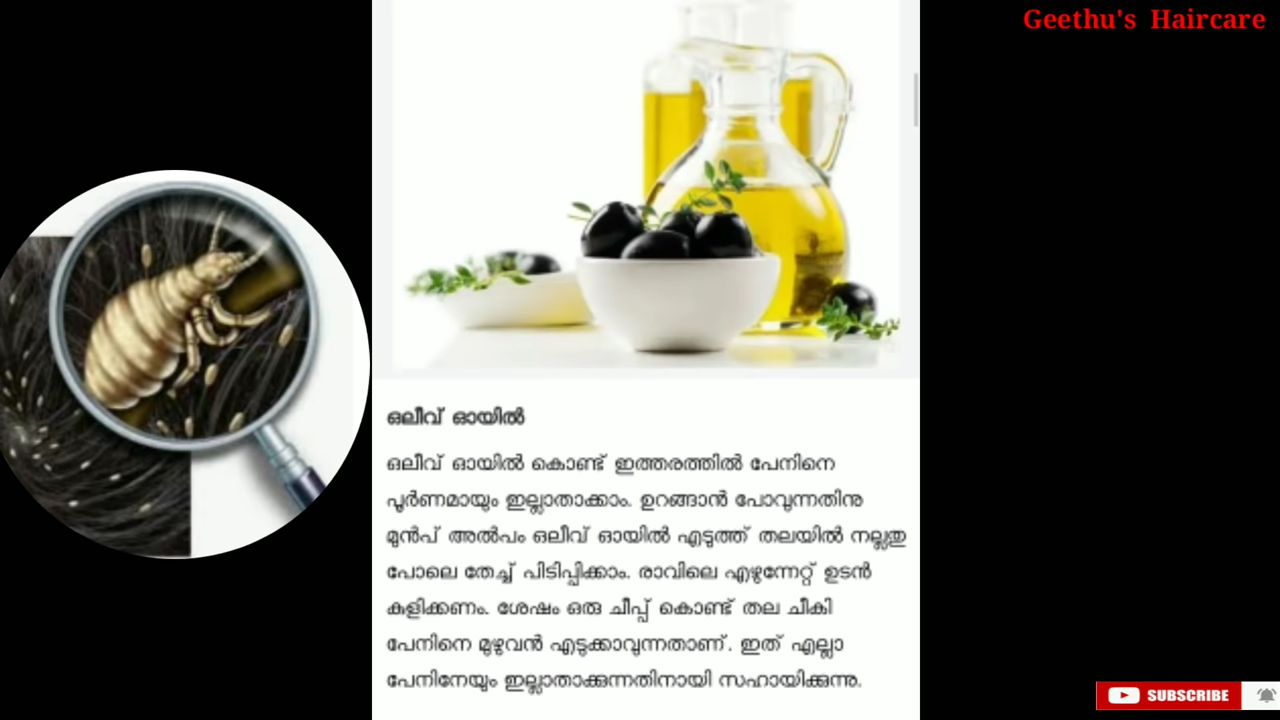 Geethu's Haircare
ഒലീവ് ഓയിൽ
ഒലീവ് ഓയിൽ കൊണ്ട് ഇത്തരത്തിൽ പേനിനെ
പൂർണമായും ഇല്ലാതാക്കാം. ഉറങ്ങാൻ പോവുന്നതിനു
മുൻപ് അൽപം ഒലീവ് ഓയിൽ എടുത്ത് തലയിൽ നല്ലതു
പോലെ തേച്ച് പിടിപ്പിക്കാം. രാവിലെ എഴുന്നേറ്റ് ഉടൻ
കുളിക്കണം. ശേഷം ഒരു ചീപ്പ് കൊണ്ട് തല ചീകി
പേനിനെ മുഴുവൻ എടുക്കാവുന്നതാണ്. ഇത് എല്ലാ
പേനിനേയും ഇല്ലാതാക്കുന്നതിനായി സഹായിക്കുന്നു.
SUBSCRIBE